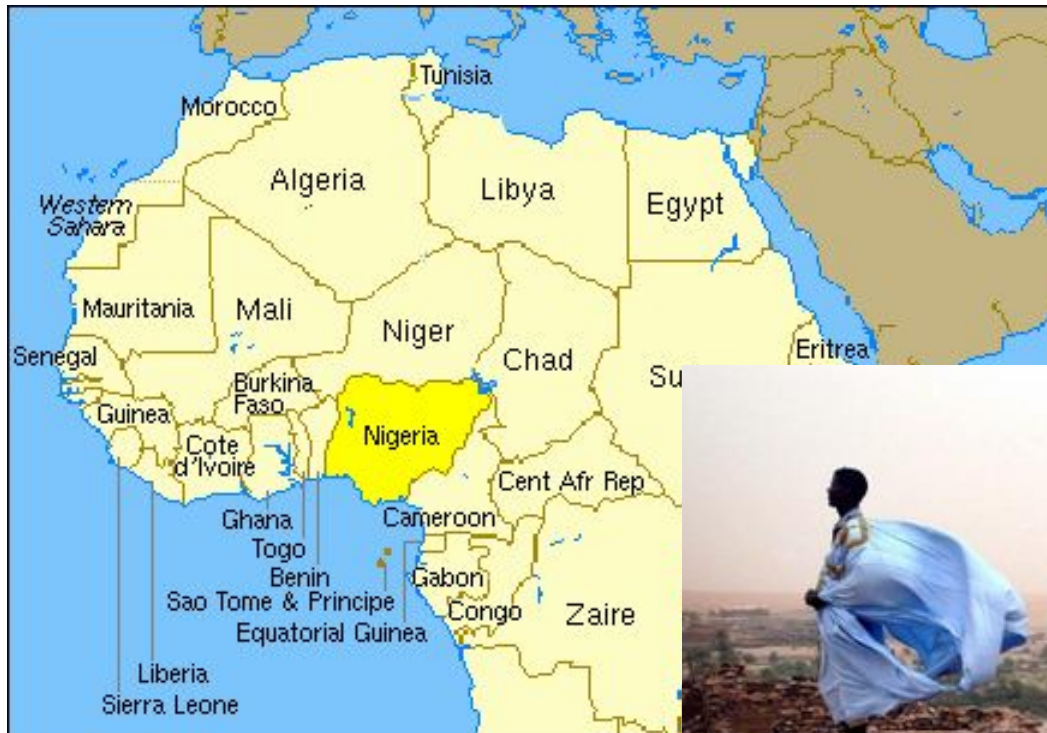 Tunisia
Morocco
Algeria
Libya
Egypt
Western
Sahara
Mauritania
Mali
Niger
Chad
Su
Eritrea
Senegal
Burkina
Faso
Guinea
Nigeria
Cote
d'Ivoire
Cent Afr Rep
Ghana
Cameroon
Togo
Benin
Gabon
Sao Tome & Principe
Congo
Zaire
Equatorial Guinea
Liberia
Sierra Leone